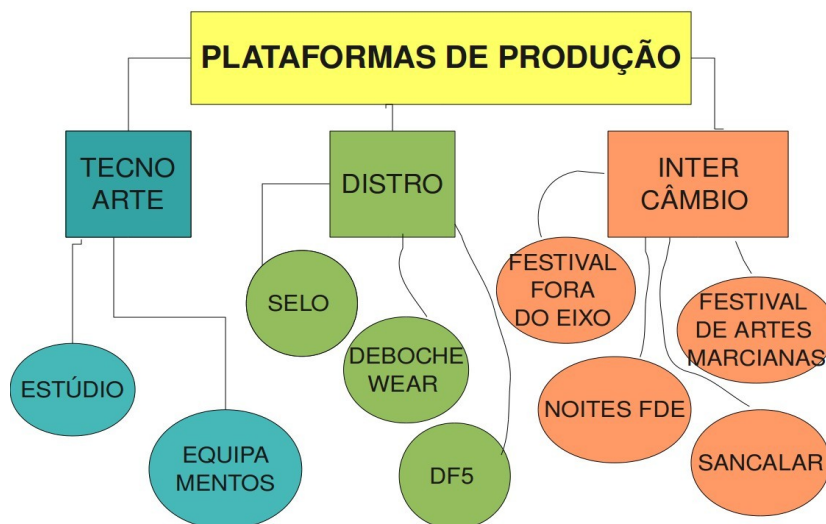 PLATAFORMAS DE PRODUÇÃO
TECNO
ARTE
DISTRO
INTER
CÂMBIO
ESTÚDIO
EQUIPA
MENTOS
SELO
DEBOCHE
WEAR
DF5
FESTIVAL
FORA
DO EIXO
FESTIVAL
DE ARTES
MARCIANAS
NOITES FDE
SANCALAR